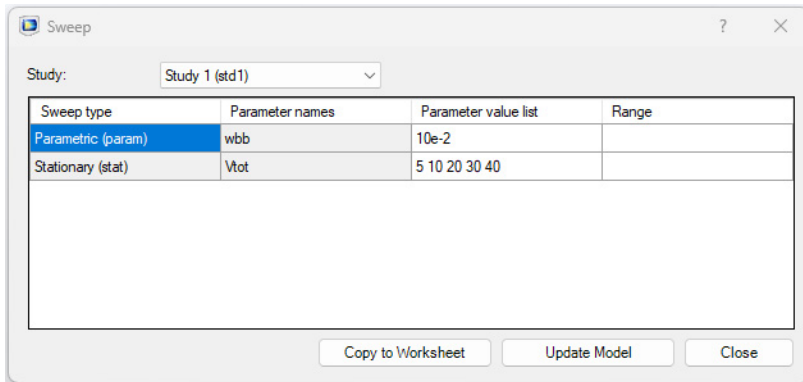 Sweep
Study: Study 1 (std1)
Sweep type Parameter names Parameter value list Range
Parametric (param) wbb 10e-2
Stationary (stat) Vtot 5 10 20 30 40
Copy to Worksheet Update Model Close